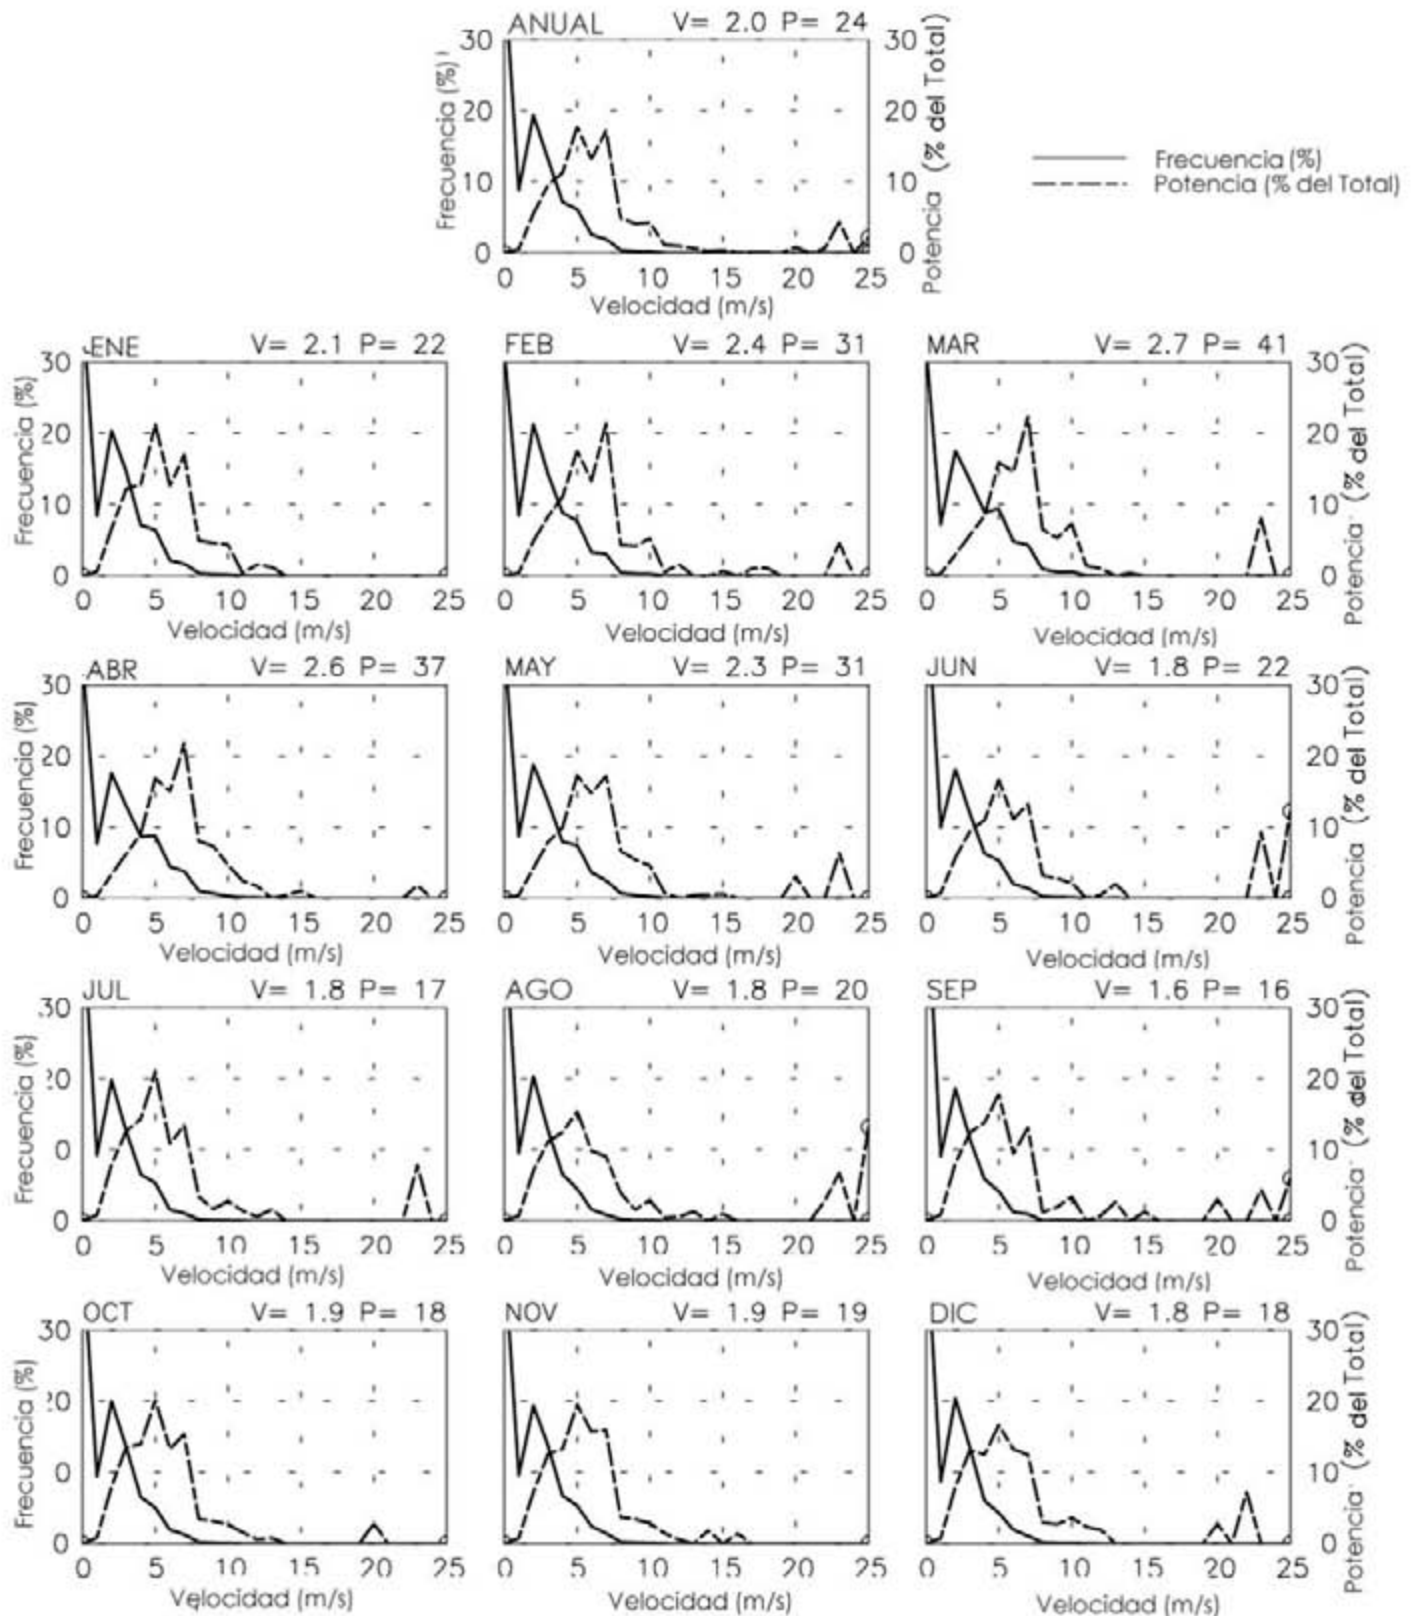 ANUAL V= 2.0 P= 24
30 30
20 20
10 10
0 0
0 5 10 15 20 25
Frecuencia (%)
Potencia (% del Total)
Velocidad (m/s)
Frecuencia (%)
Potencia (% del Total)
ENE V= 2.1 P= 22
FEB V= 2.4 P= 31
MAR V= 2.7 P= 41
30 30
20 20
10 10
0 0 0 0
0 5 10 15 20 25
0 5 10 15 20 25
0 5 10 15 20 25
Frecuencia (%)
Potencia (% del Total)
Velocidad (m/s)
Velocidad (m/s)
Velocidad (m/s)
ABR V= 2.6 P= 37
MAY V= 2.3 P= 31
JUN V= 1.8 P= 22
30 30
20 20
10 10
0 0 0 0
0 5 10 15 20 25
0 5 10 15 20 25
0 5 10 15 20 25
Frecuencia (%)
Potencia (% del Total)
Velocidad (m/s)
Velocidad (m/s)
Velocidad (m/s)
JUL V= 1.8 P= 17
AGO V= 1.8 P= 20
SEP V= 1.6 P= 16
30 30
20 20
0 10
0 0
0 5 10 15 20 25
0 5 10 15 20 25
0 5 10 15 20 25
Frecuencia (%)
Potencia (% del Total)
Velocidad (m/s)
Velocidad (m/s)
Velocidad (m/s)
OCT V= 1.9 P= 18
NOV V= 1.9 P= 19
DIC V= 1.8 P= 18
30 30
20 20
0 10
0 0
0 5 10 15 20 25
0 5 10 15 20 25
0 5 10 15 20 25
Frecuencia (%)
Potencia (% del Total)
Velocidad (m/s)
Velocidad (m/s)
Velocidad (m/s)